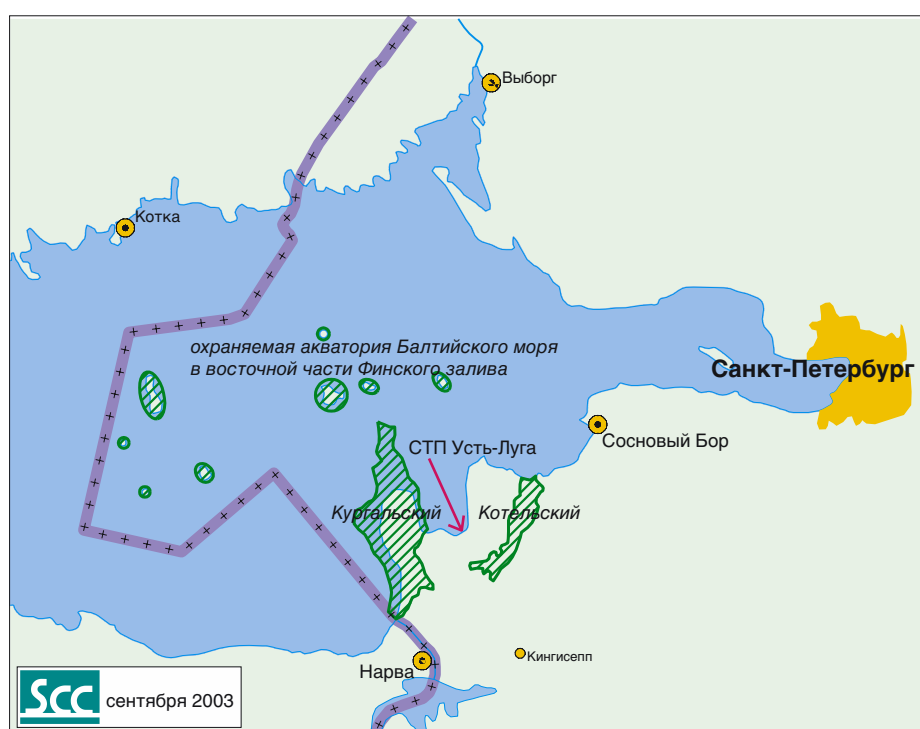 Выборг
Котка
охраняемая акватория Балтийского моря
в восточной части Финского залива
Санкт-Петербург
СТП Усть-Луга
Сосновый Бор
Кургальский
Котельский
Кингисепп
Нарва
Scc сентября 2003